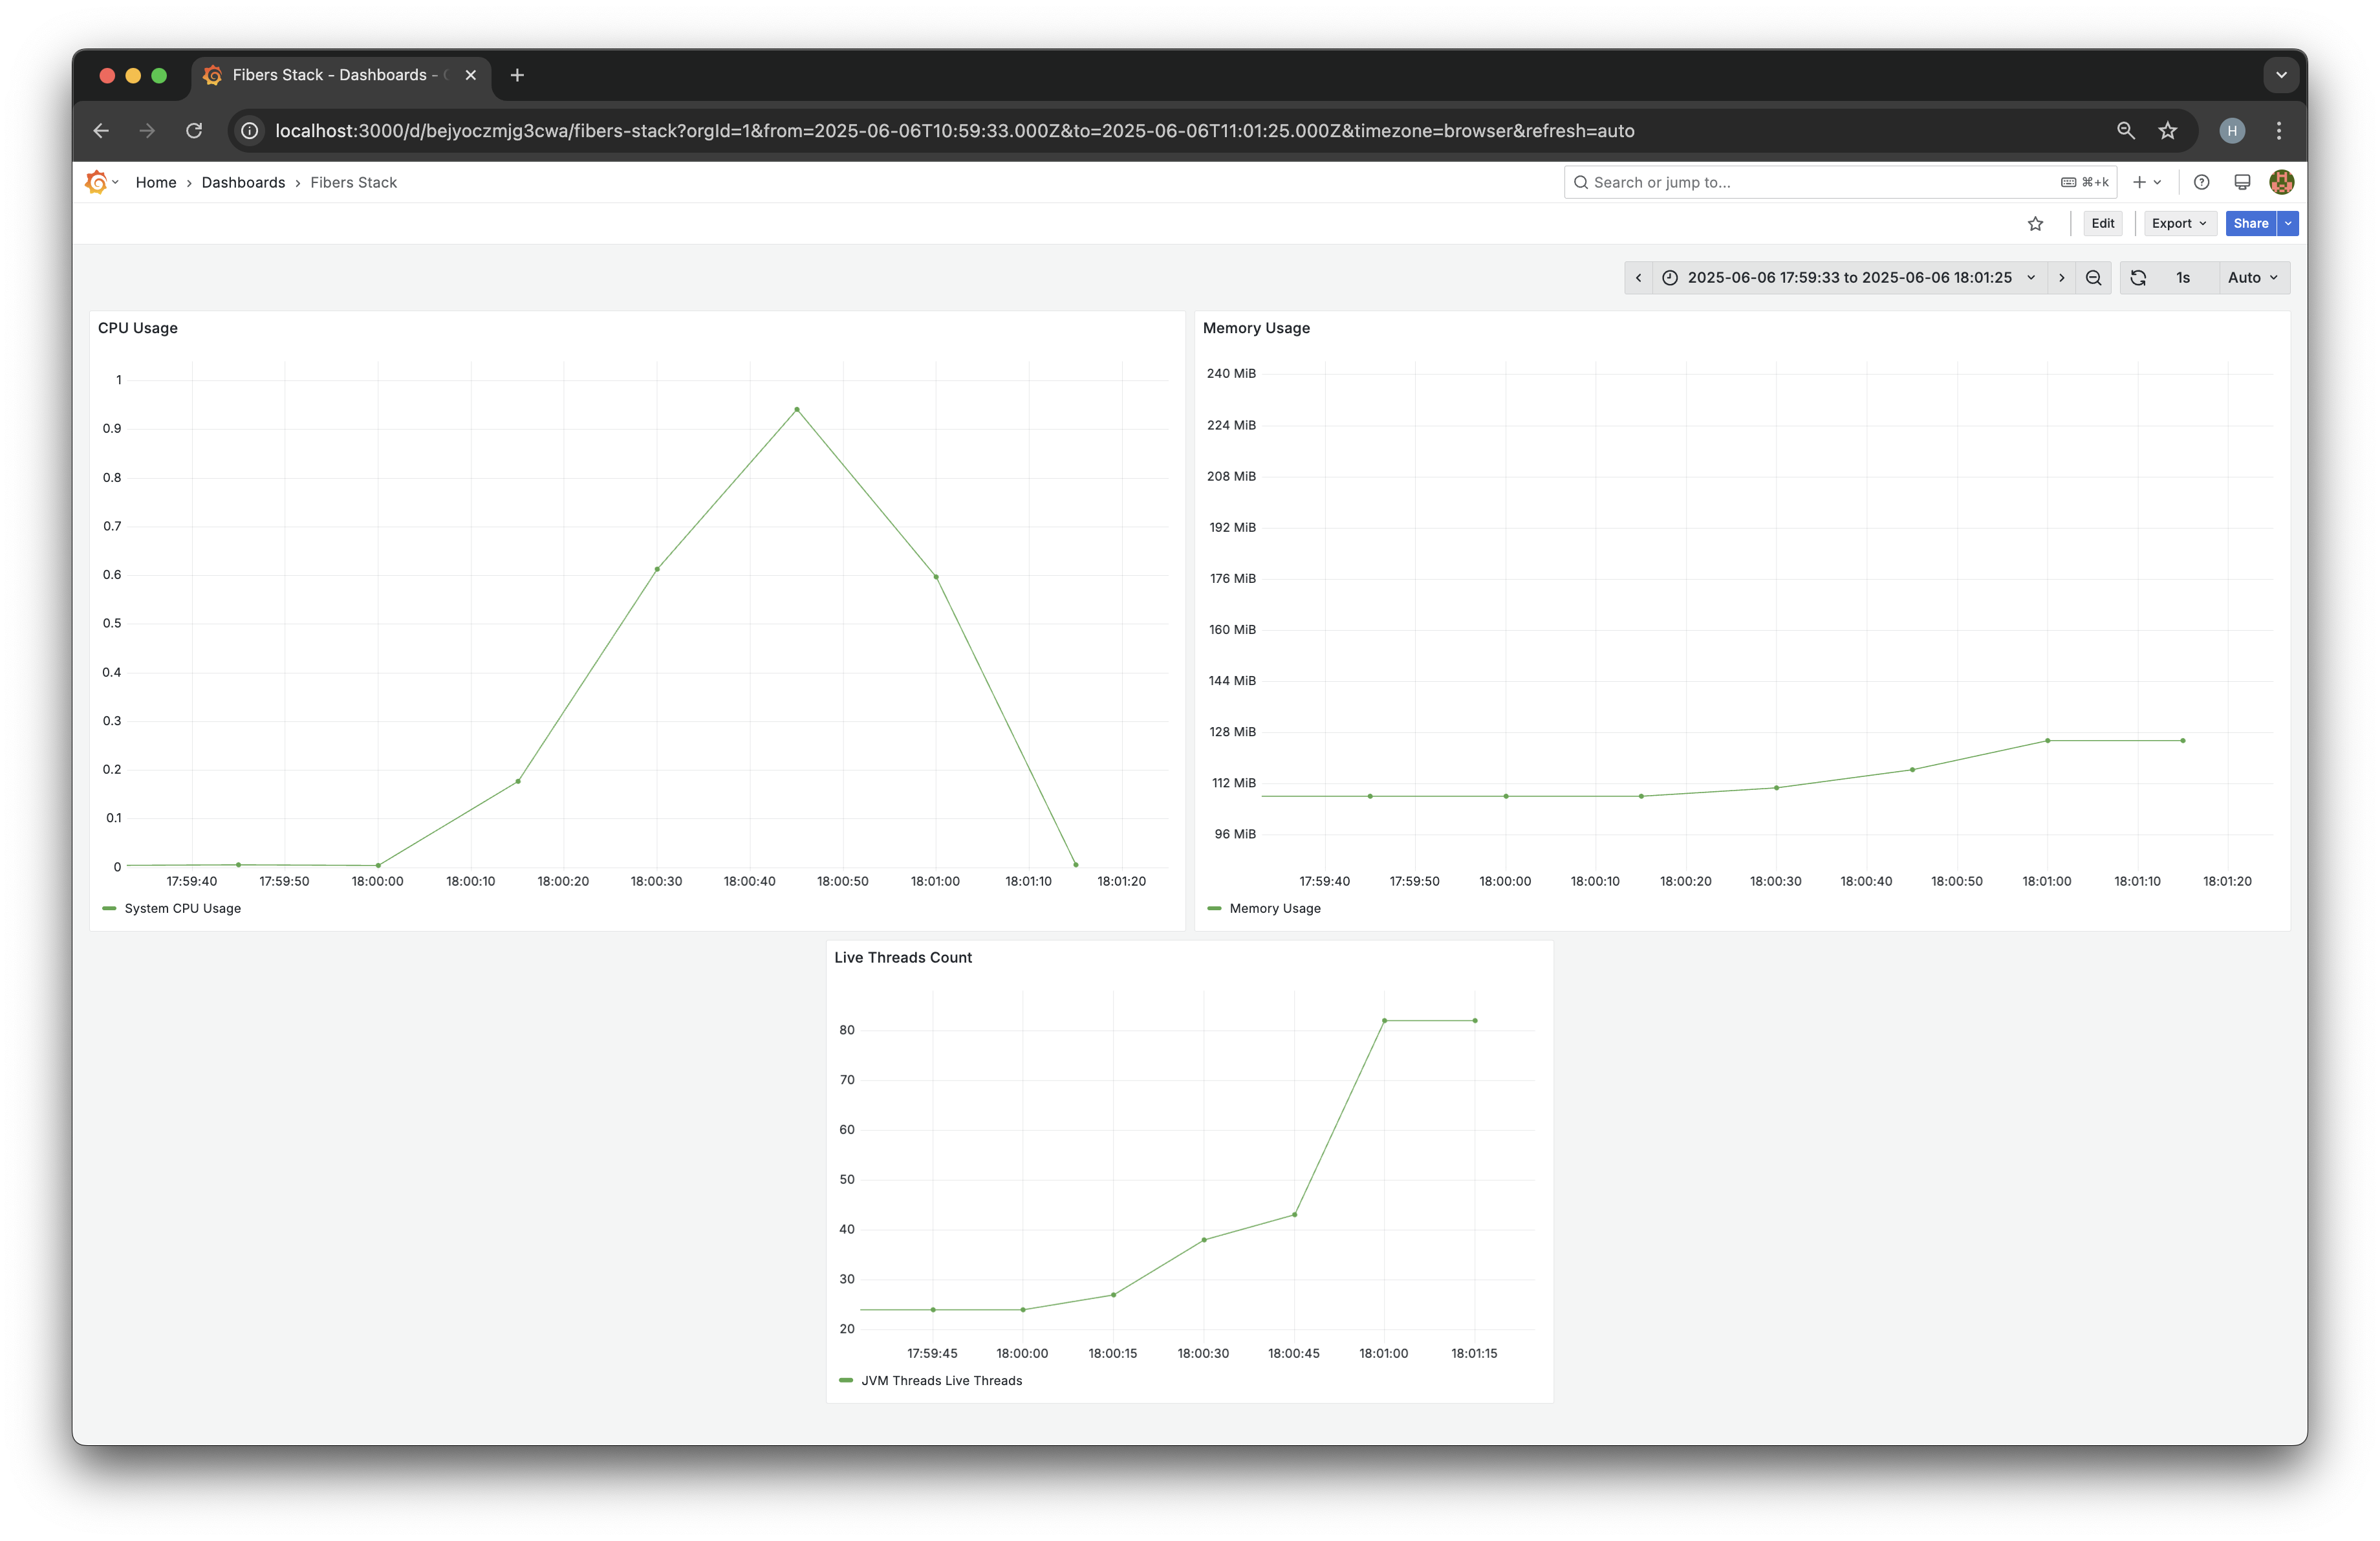 Fibers Stack - Dashboards -
localhost:3000/d/bejyoczmjg3cwa/fibers-stack?orgId=1&from=2025-06-06T10:59:33.000Z&to=2025-06-06T11:01:25.000Z&timezone=browser&refresh=auto
H
Home › Dashboards › Fibers Stack
Search or jump to...
⌘+k
Edit
Export
Share
2025-06-06 17:59:33 to 2025-06-06 18:01:25
1s
Auto
CPU Usage
1
0.9
0.8
0.7
0.6
0.5
0.4
0.3
0.2
0.1
0
17:59:40 17:59:50 18:00:00 18:00:10 18:00:20 18:00:30 18:00:40 18:00:50 18:01:00 18:01:10 18:01:20
System CPU Usage
Memory Usage
240 MiB
224 MiB
208 MiB
192 MiB
176 MiB
160 MiB
144 MiB
128 MiB
112 MiB
96 MiB
17:59:40 17:59:50 18:00:00 18:00:10 18:00:20 18:00:30 18:00:40 18:00:50 18:01:00 18:01:10 18:01:20
Memory Usage
Live Threads Count
80
70
60
50
40
30
20
17:59:45 18:00:00 18:00:15 18:00:30 18:00:45 18:01:00 18:01:15
JVM Threads Live Threads